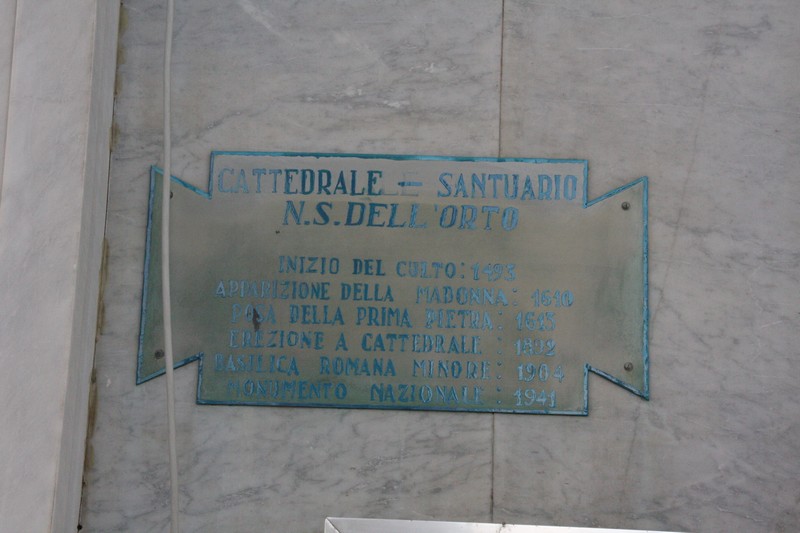 CATTEDRALE - SANTUARIO
N.S. DELL'ORTO
INIZIO DEL CULTO: 1493
APPARIZIONE DELLA MADONNA: 1610
POSA DELLA PRIMA PIETRA: 1613
EREZIONE A CATTEDRALE : 1892
BASILICA ROMANA MINORE: 1904
MONUMENTO NAZIONALE: 1941